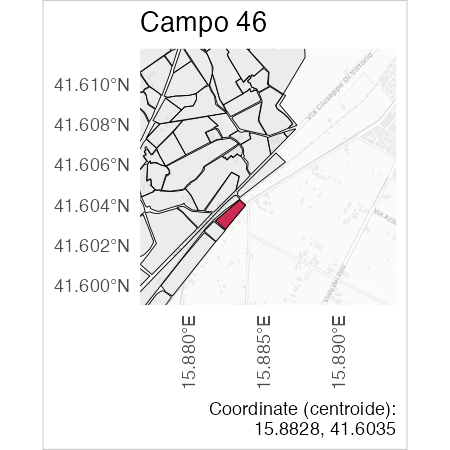 Campo 46
41.610°N
41.608°N
41.606°N
41.604°N
41.602°N
41.600°N
Via Giuseppe Di Vittorio
15.880°E
15.885°E
15.890°E
Coordinate (centroide):
15.8828, 41.6035